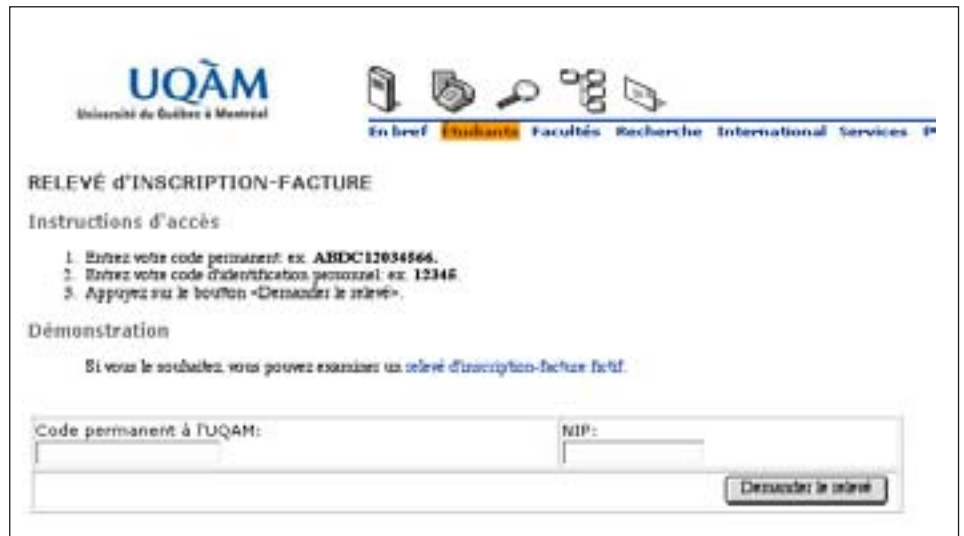 UQÀM
Université du Québec à Montréal
En bref Étudiants Facultés Recherche International Services
RELEVÉ d'INSCRIPTION-FACTURE
Instructions d'accès
1. Entrez votre code permanent: ex. ABDC12034566.
2. Entrez votre code d'identification personnel: ex. 12345.
3. Appuyez sur le bouton «Demander le relevé».
Démonstration
Si vous le souhaitez, vous pouvez examiner un relevé d'inscription-facture fictif.
Code permanent à l'UQAM: NIP:
Demander le relevé